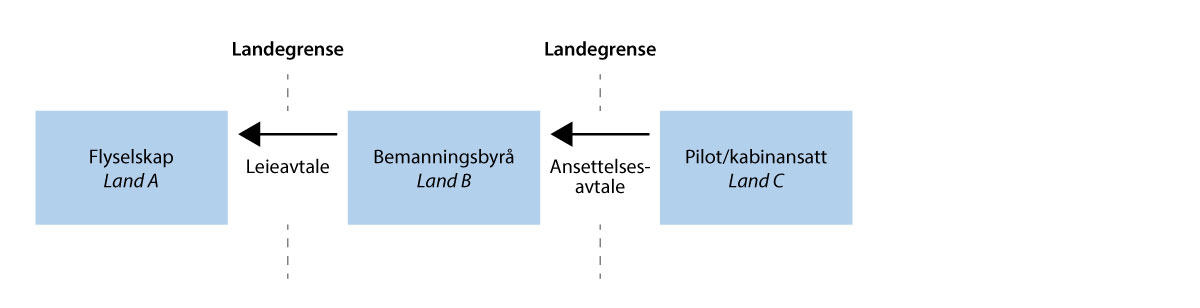 Landegrense
Landegrense
Flyselskap
Land A
Leieavtale
Bemanningsbyrå
Land B
Ansettelses-
avtale
Pilot/kabinansatt
Land C